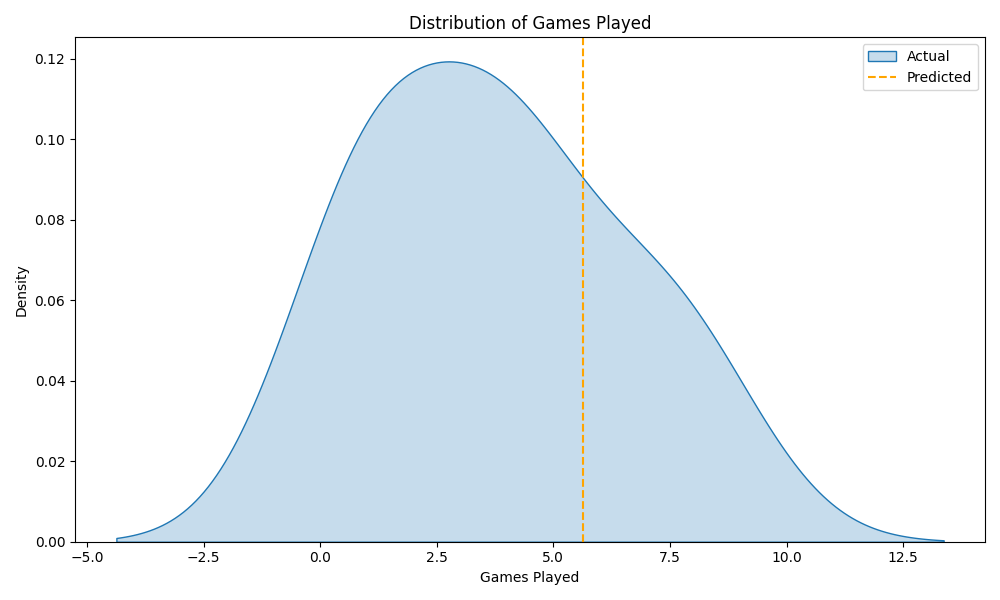 Distribution of Games Played
Actual
Predicted
Density
0.12
0.10
0.08
0.06
0.04
0.02
0.00
−5.0 −2.5 0.0 2.5 5.0 7.5 10.0 12.5
Games Played